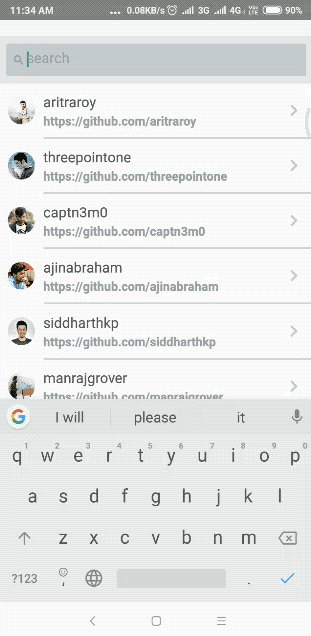 11:34 AM ... 0.08KB/s 3G 4G VoLTE 90%
search
aritraroy
https://github.com/aritraroy
threepointone
https://github.com/threepointone
captn3m0
https://github.com/captn3m0
ajinabraham
https://github.com/ajinabraham
siddharthkp
https://github.com/siddharthkp
manrajgrover
https://github.com/manrajgrover
I will please it
1 2 3 4 5 6 7 8 9 0
q w e r t y u i o p
a s d f g h j k l
z x c v b n m
?123 , .